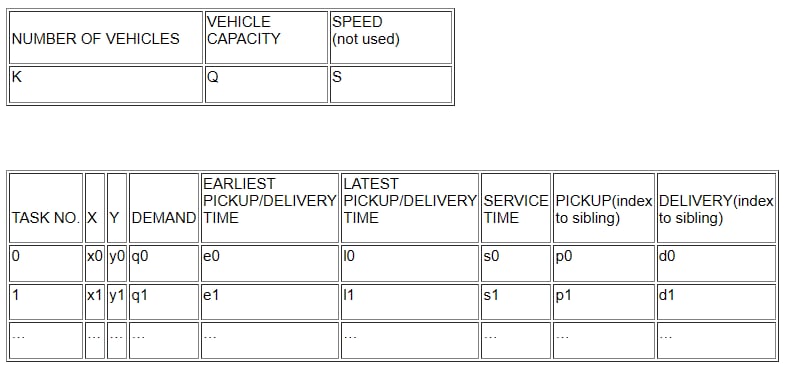 NUMBER OF VEHICLES
VEHICLE
CAPACITY
SPEED
(not used)
K
Q
S
TASK NO.
X
Y
DEMAND
EARLIEST
PICKUP/DELIVERY
TIME
LATEST
PICKUP/DELIVERY
TIME
SERVICE
TIME
PICKUP(index
to sibling)
DELIVERY(index
to sibling)
0
x0
y0
q0
e0
l0
s0
p0
d0
1
x1
y1
q1
e1
l1
s1
p1
d1
...
...
...
...
...
...
...
...
...